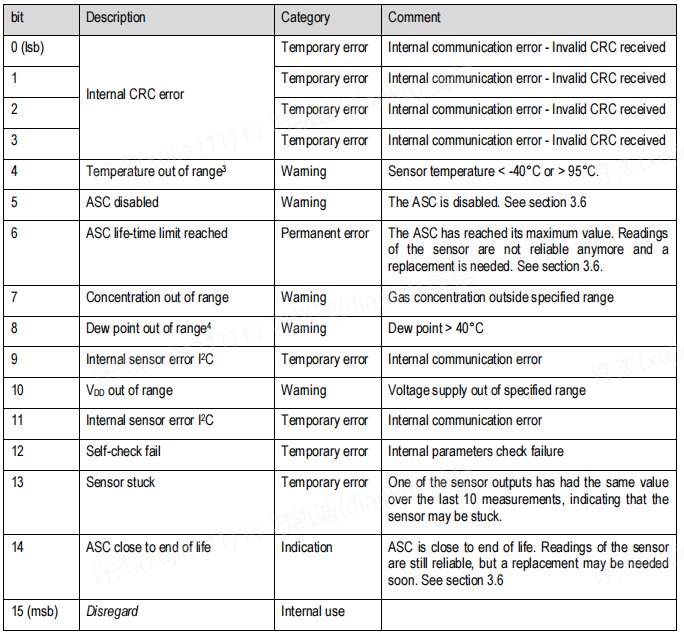 bit Description Category Comment
0 (lsb) Internal CRC error Temporary error Internal communication error - Invalid CRC received
1 Temporary error Internal communication error - Invalid CRC received
2 Temporary error Internal communication error - Invalid CRC received
3 Temporary error Internal communication error - Invalid CRC received
4 Temperature out of range³ Warning Sensor temperature < -40°C or > 95°C.
5 ASC disabled Warning The ASC is disabled. See section 3.6
6 ASC life-time limit reached Permanent error The ASC has reached its maximum value. Readings
of the sensor are not reliable anymore and a
replacement is needed. See section 3.6.
7 Concentration out of range Warning Gas concentration outside specified range
8 Dew point out of range⁴ Warning Dew point > 40°C
9 Internal sensor error I²C Temporary error Internal communication error
10 VDD out of range Warning Voltage supply out of specified range
11 Internal sensor error I²C Temporary error Internal communication error
12 Self-check fail Temporary error Internal parameters check failure
13 Sensor stuck Temporary error One of the sensor outputs has had the same value
over the last 10 measurements, indicating that the
sensor may be stuck.
14 ASC close to end of life Indication ASC is close to end of life. Readings of the sensor
are still reliable, but a replacement may be needed
soon. See section 3.6
15 (msb) Disregard Internal use